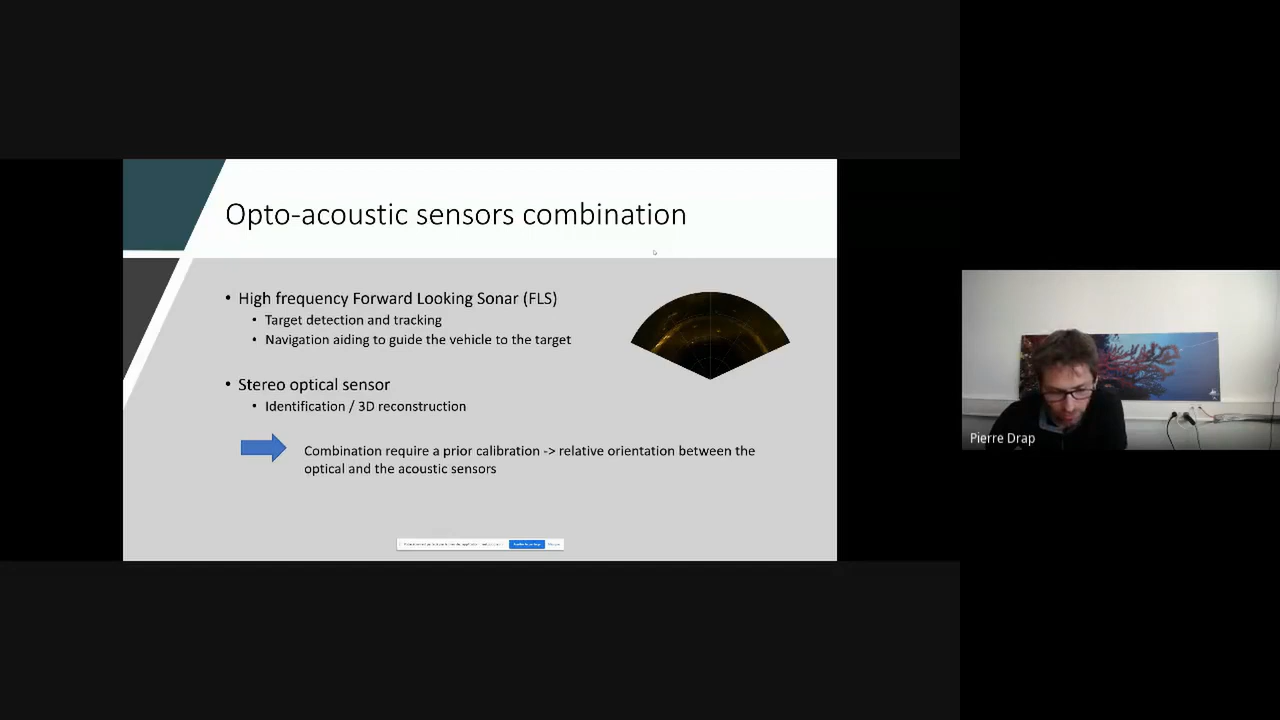 Opto-acoustic sensors combination
• High frequency Forward Looking Sonar (FLS)
• Target detection and tracking
• Navigation aiding to guide the vehicle to the target
• Stereo optical sensor
• Identification / 3D reconstruction
Combination require a prior calibration -> relative orientation between the
optical and the acoustic sensors
Pierre Drap